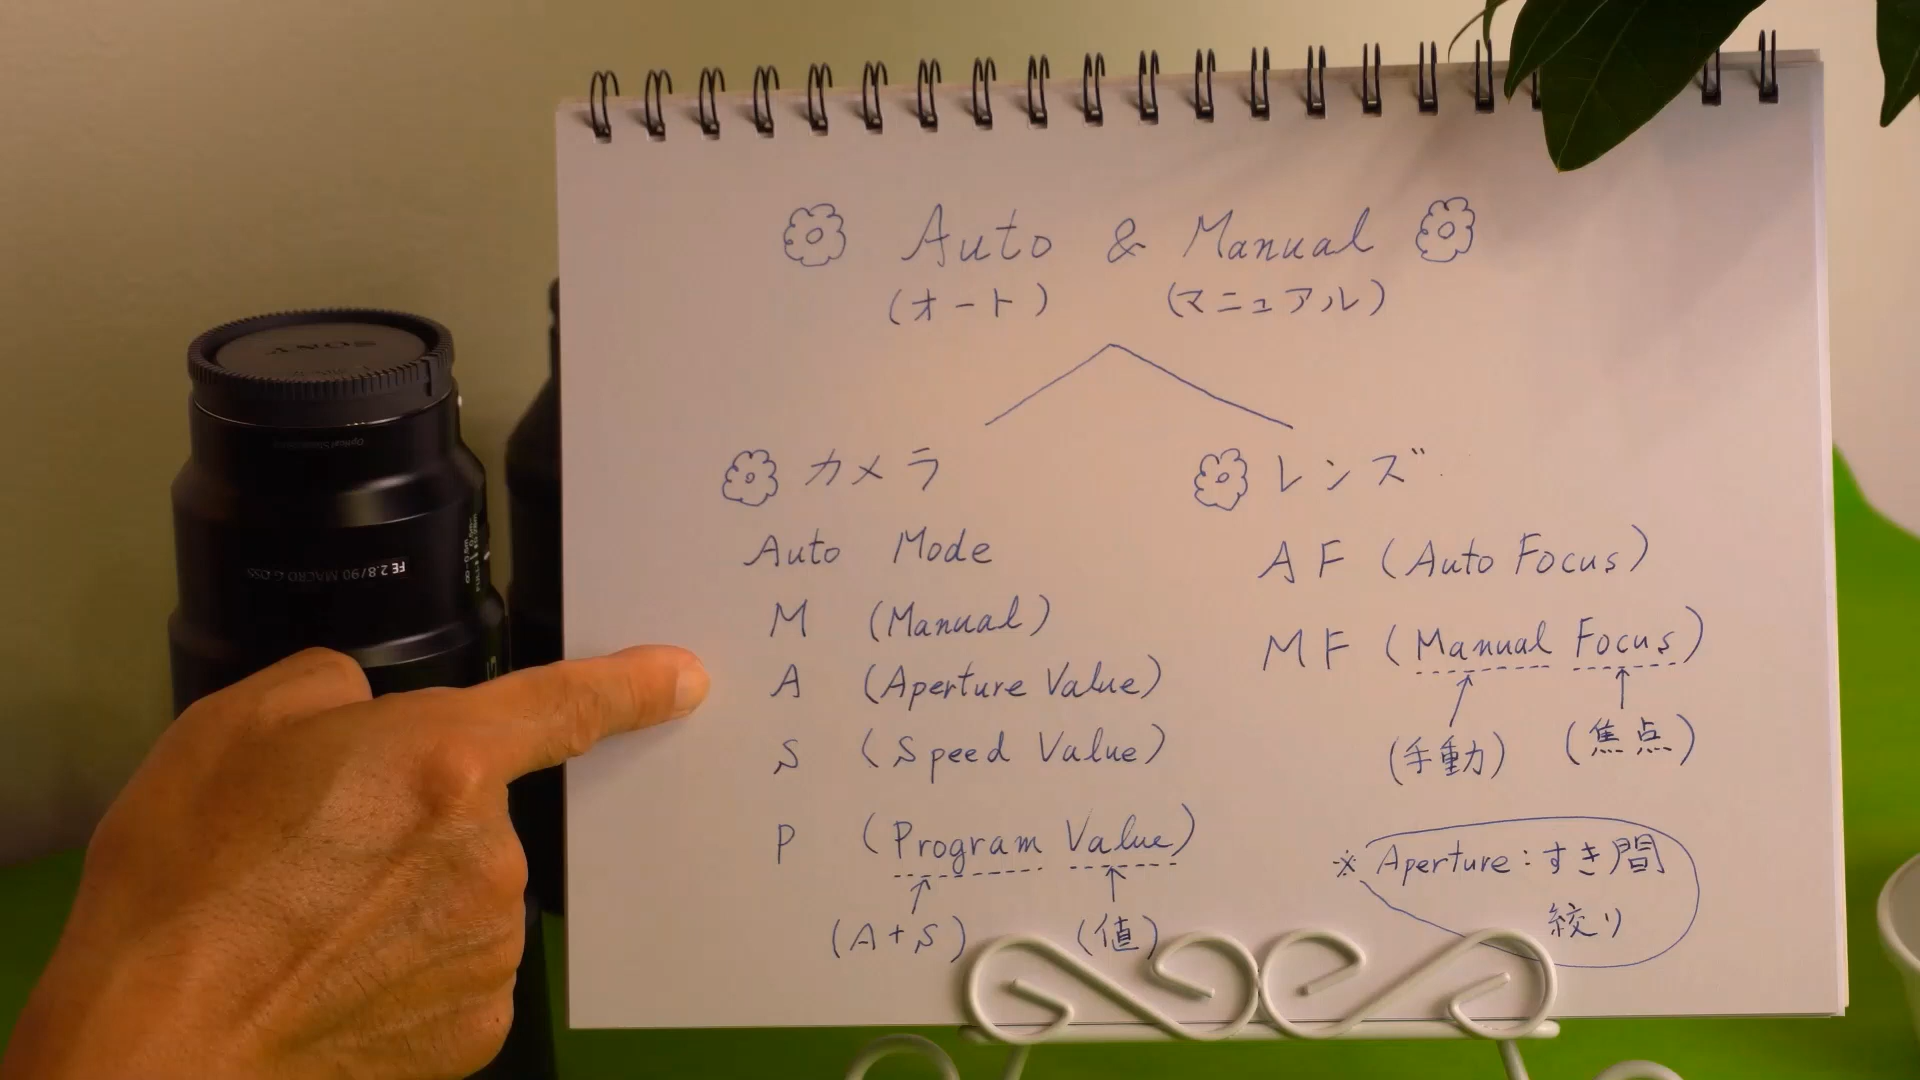 Auto & Manual
(オート) (マニュアル)
カメラ
Auto Mode
M (Manual)
A (Aperture Value)
S (Speed Value)
P (Program Value)
(A+S) (値)
レンズ
AF (Auto Focus)
MF (Manual Focus)
(手動) (焦点)
※ Aperture:すき間
絞り
SONY
FE 2.8/90 MACRO G OSS